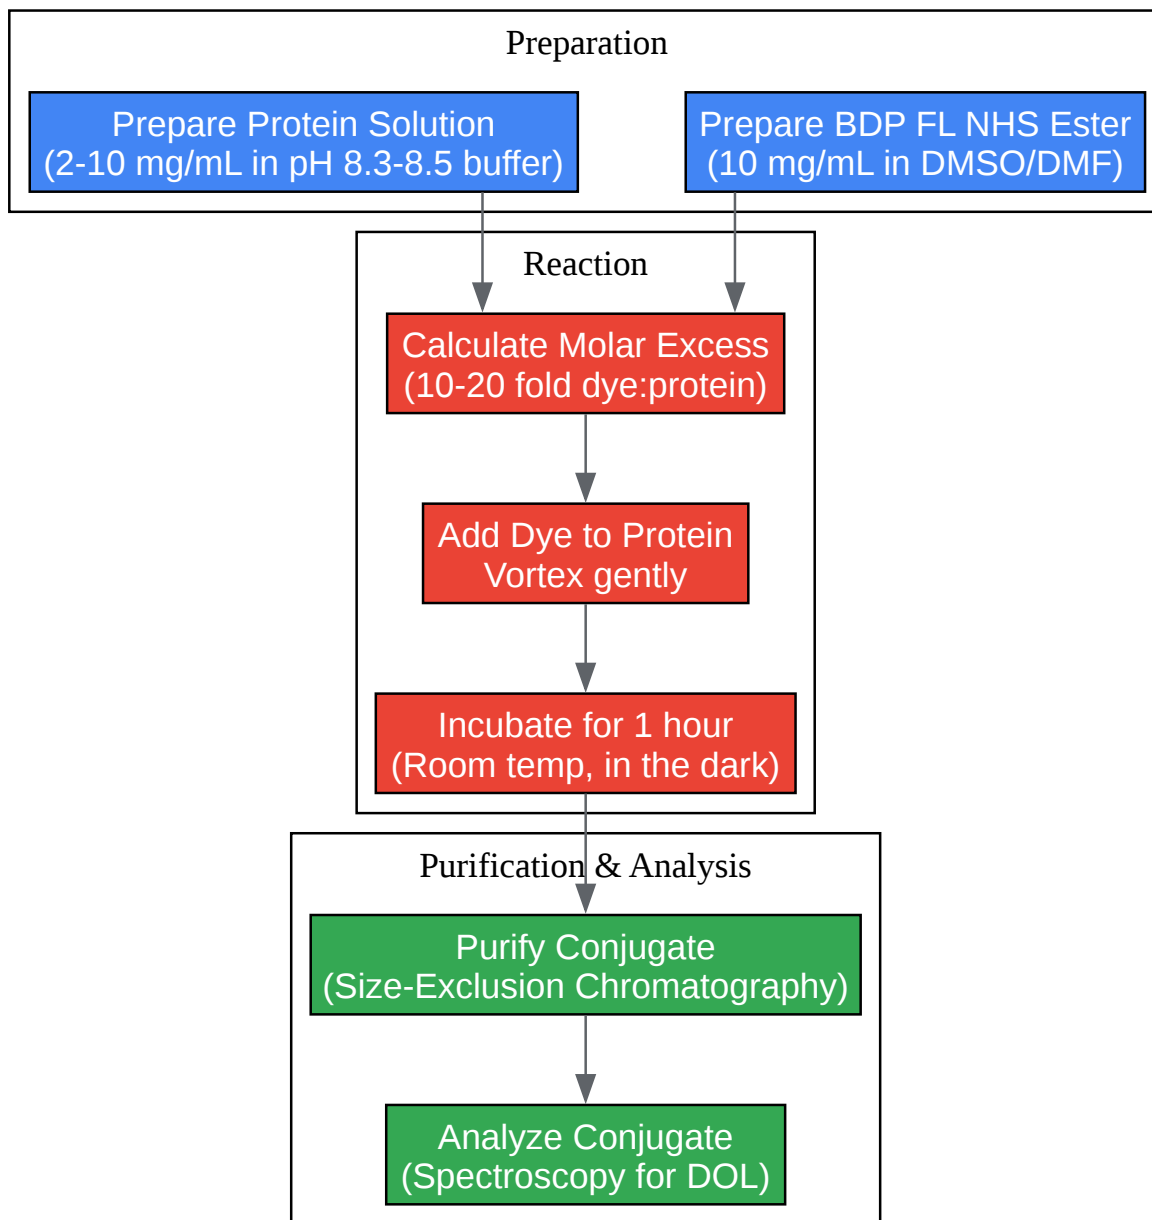 Preparation
Prepare Protein Solution
(2-10 mg/mL in pH 8.3-8.5 buffer)
Prepare BDP FL NHS Ester
(10 mg/mL in DMSO/DMF)
Reaction
Calculate Molar Excess
(10-20 fold dye:protein)
Add Dye to Protein
Vortex gently
Incubate for 1 hour
(Room temp, in the dark)
Purification & Analysis
Purify Conjugate
(Size-Exclusion Chromatography)
Analyze Conjugate
(Spectroscopy for DOL)